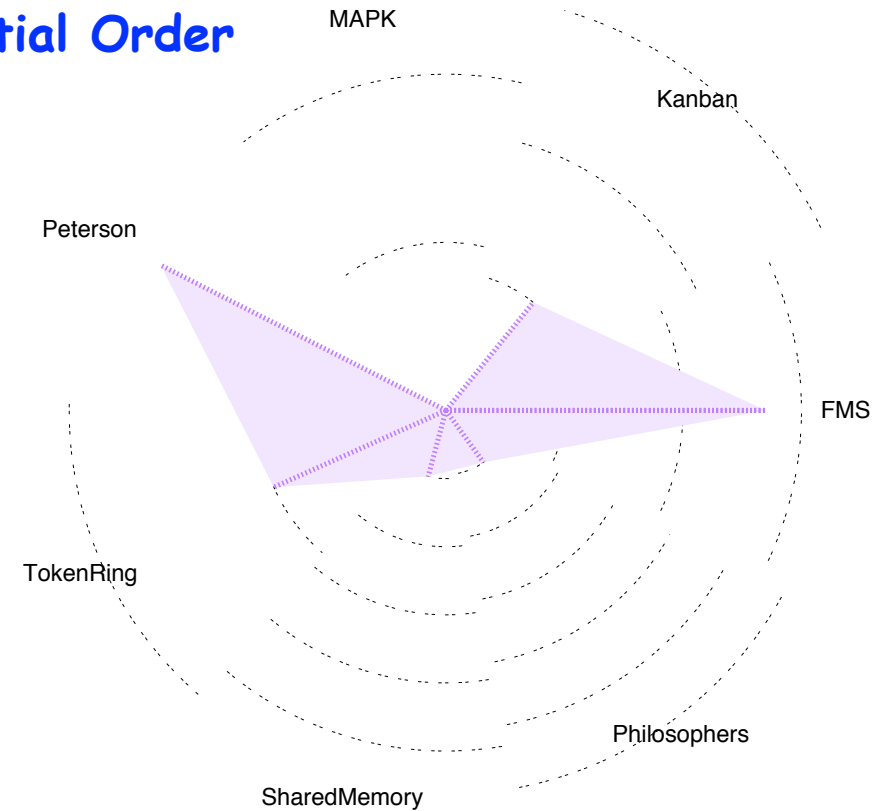 tial Order
MAPK
Kanban
Peterson
FMS
TokenRing
Philosophers
SharedMemory